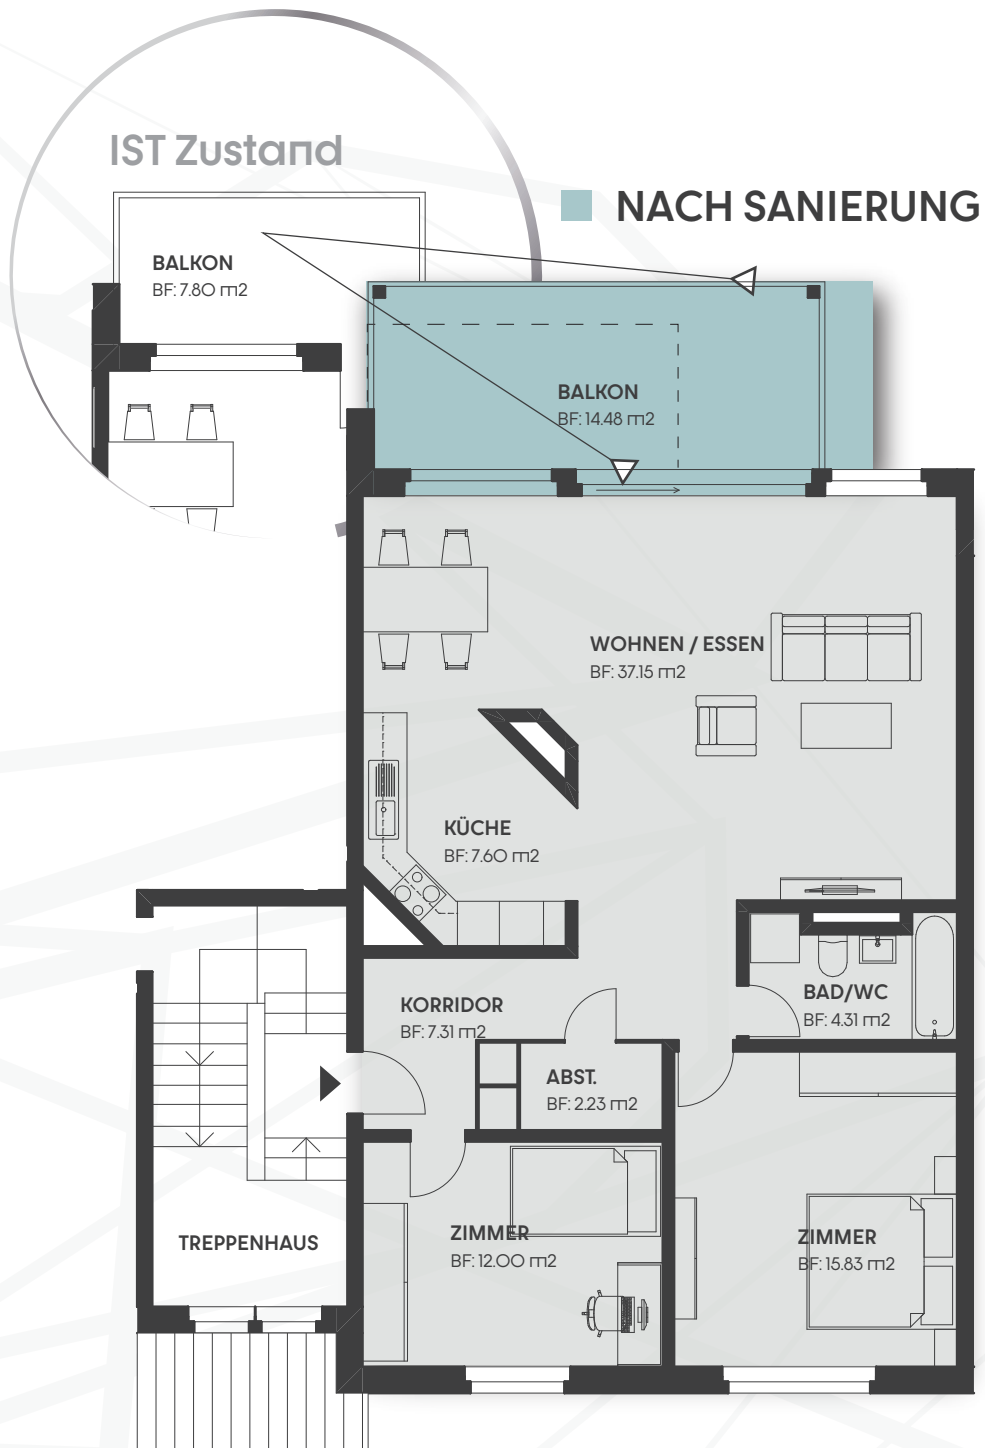 IST Zustand
NACH SANIERUNG
BALKON
BF: 7.80 m2
BALKON
BF: 14.48 m2
WOHNEN / ESSEN
BF: 37.15 m2
KÜCHE
BF: 7.60 m2
KORRIDOR
BF: 7.31 m2
BAD/WC
BF: 4.31 m2
ABST.
BF: 2.23 m2
TREPPENHAUS
ZIMMER
BF: 12.00 m2
ZIMMER
BF: 15.83 m2